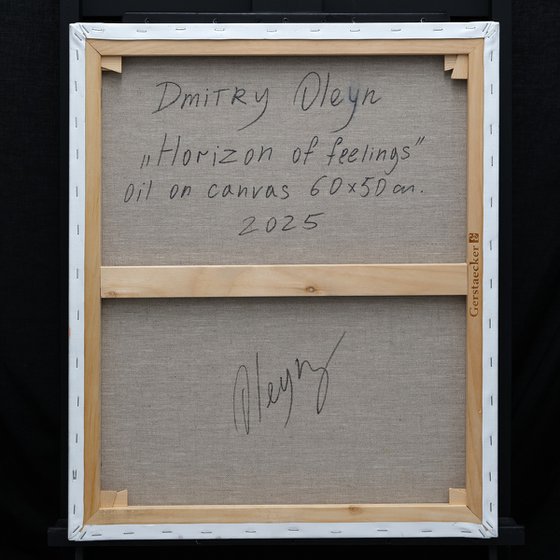 Dmitry Oleyn
„Horizon of feelings"
oil on canvas 60x50 cm.
2025
Gerstaecker
Oleyn